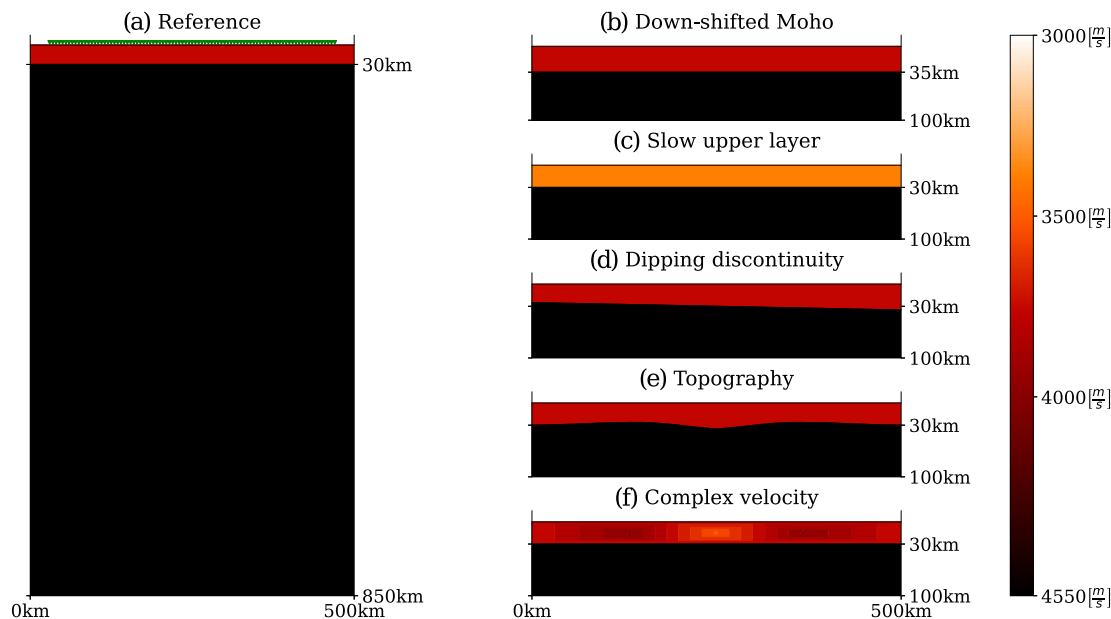 (a) Reference
30km
850km
0km
500km
(b) Down-shifted Moho
35km
100km
(c) Slow upper layer
30km
100km
(d) Dipping discontinuity
30km
100km
(e) Topography
30km
100km
(f) Complex velocity
30km
100km
0km
500km
3000[m/s]
3500[m/s]
4000[m/s]
4550[m/s]